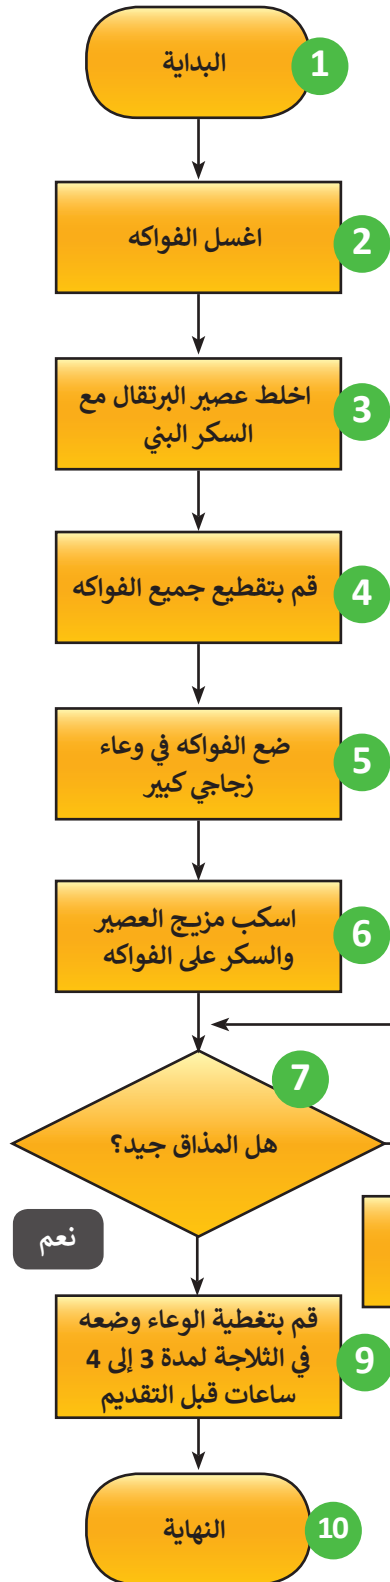 البداية
1
اغسل الفواكه
2
اخلط عصير البرتقال مع
السكر البني
3
قم بتقطيع جميع الفواكه
4
ضع الفواكه في وعاء
زجاجي كبير
5
اسكب مزيج العصير
والسكر على الفواكه
6
7
هل المذاق جيد؟
نعم
قم بتغطية الوعاء وضعه
في الثلاجة لمدة 3 إلى 4
ساعات قبل التقديم
9
النهاية
10